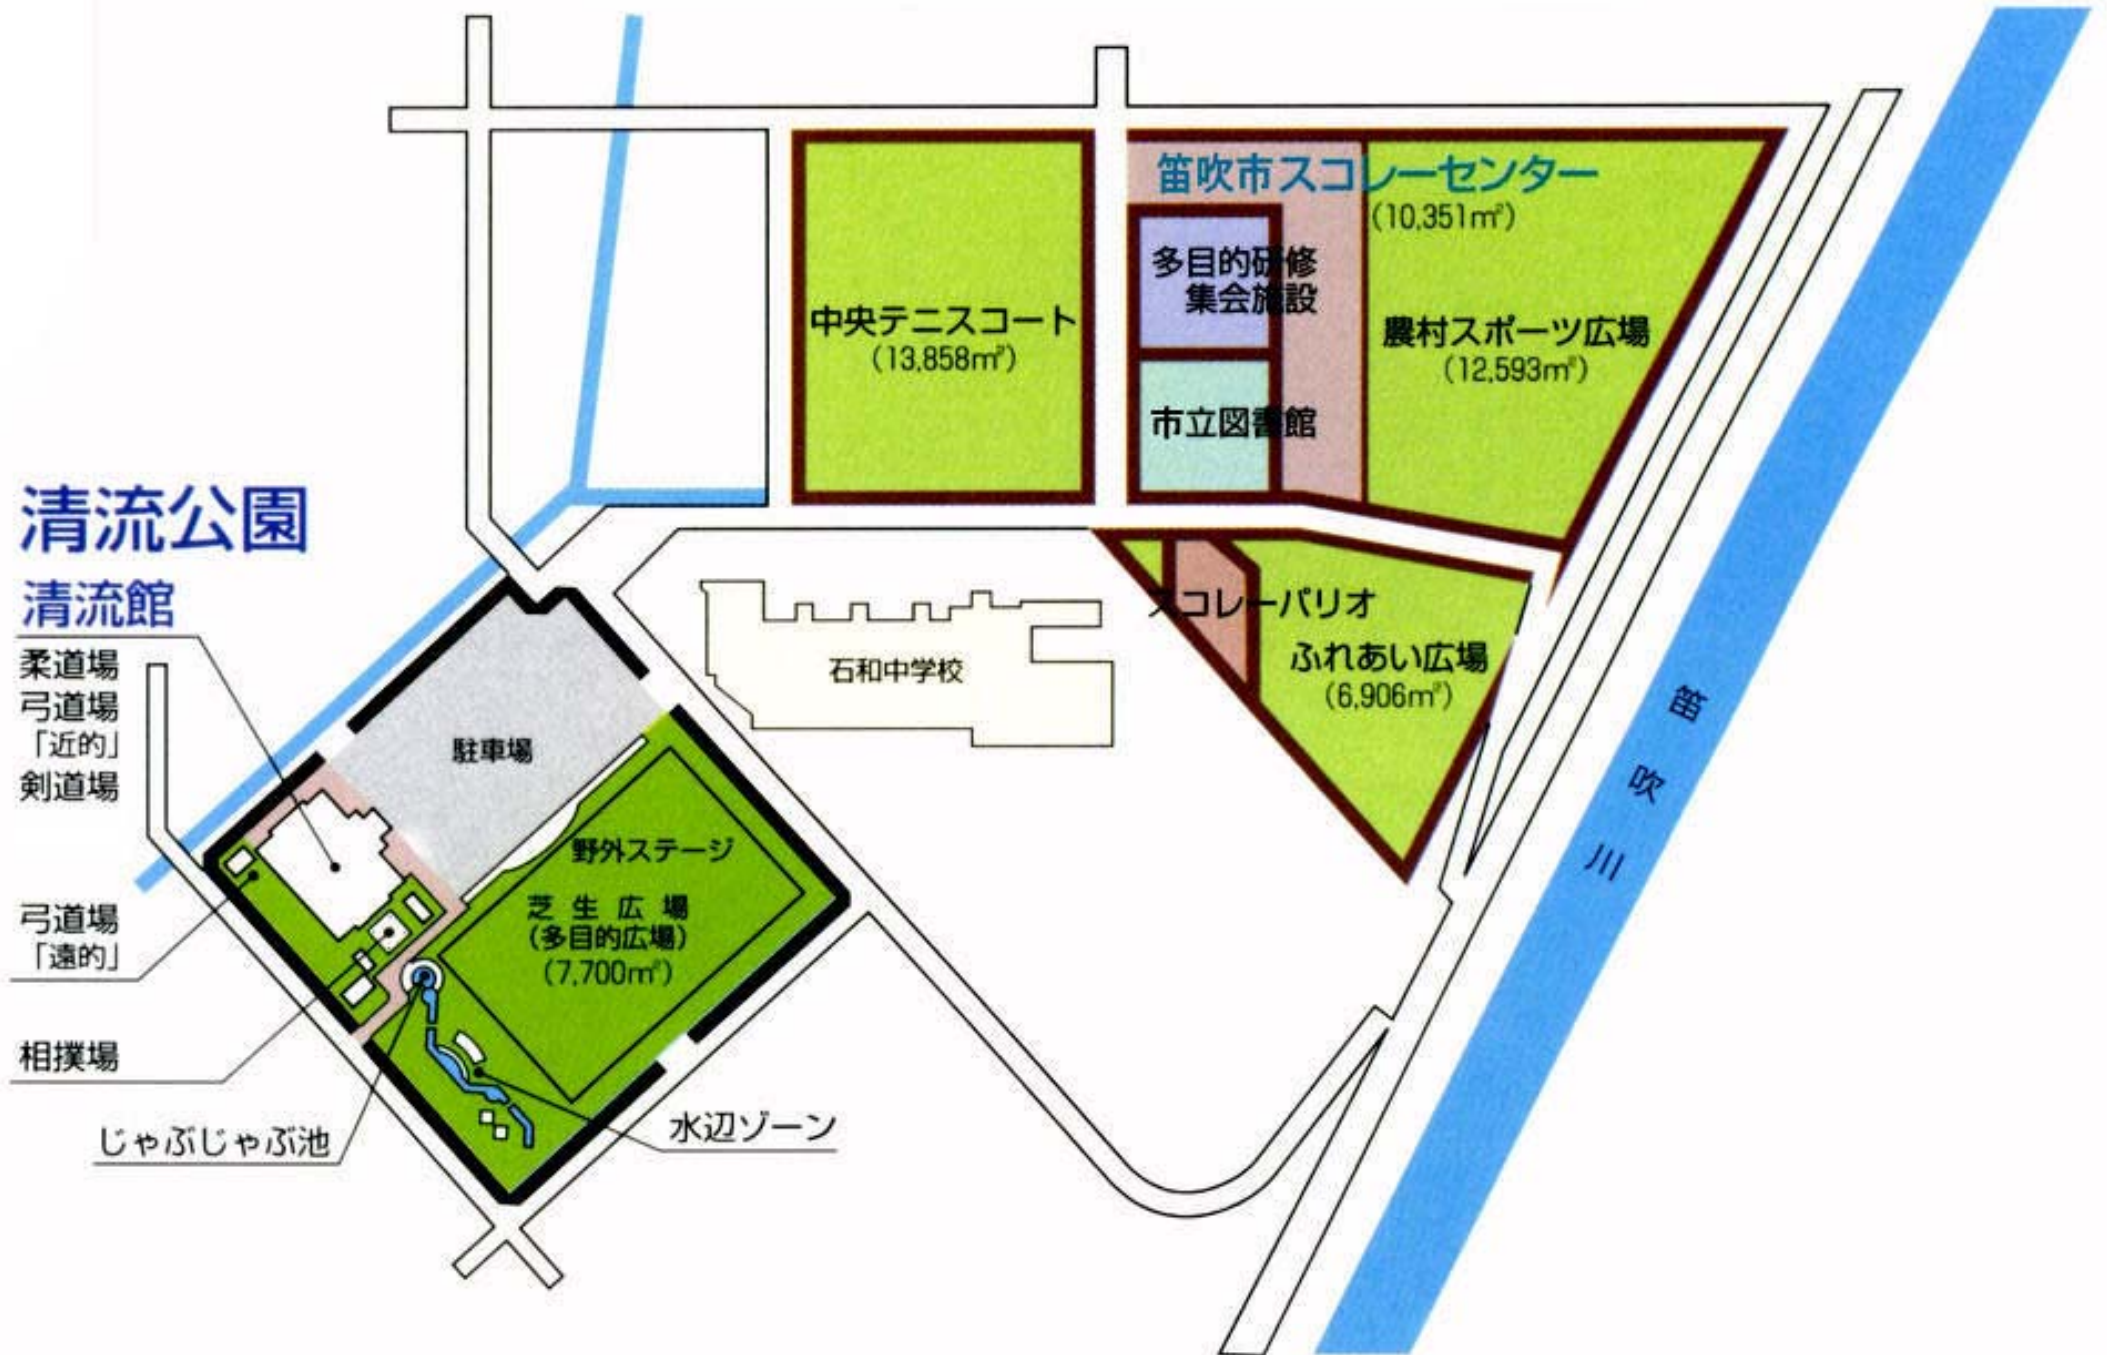 笛吹市スコレーセンター
(10,351㎡)
多目的研修
集会施設
中央テニスコート
(13,858㎡)
農村スポーツ広場
(12,593㎡)
市立図書館
清流公園
清流館
柔道場
弓道場
「近的」
剣道場
弓道場
「遠的」
相撲場
じゃぶじゃぶ池
水辺ゾーン
駐車場
野外ステージ
芝生広場
(多目的広場)
(7,700㎡)
石和中学校
スコレーパリオ
ふれあい広場
(6,906㎡)
笛吹川